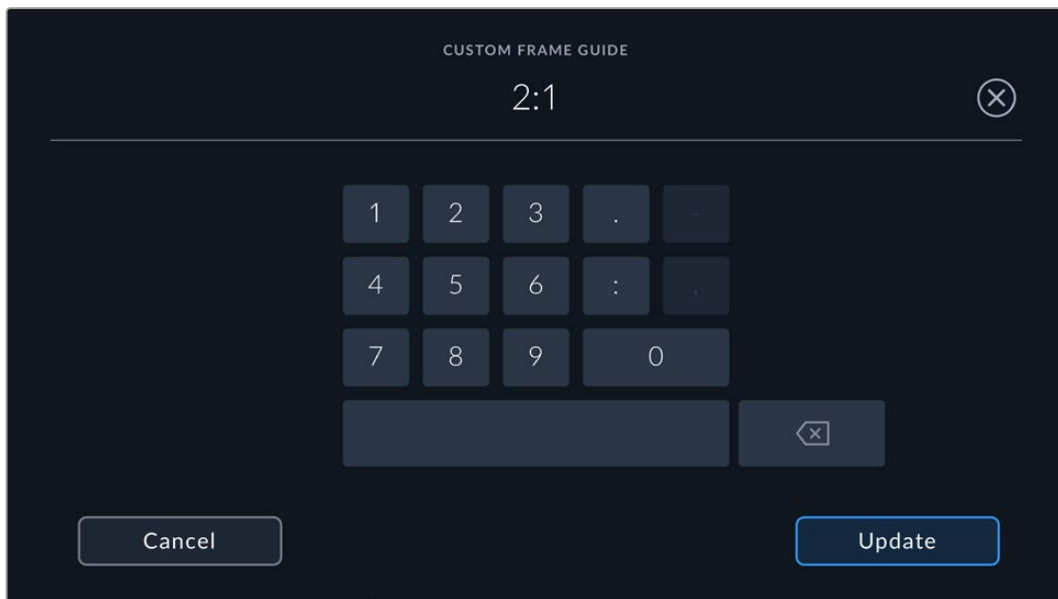 CUSTOM FRAME GUIDE
2:1
1 2 3 . -
4 5 6 : ,
7 8 9 0
Cancel Update